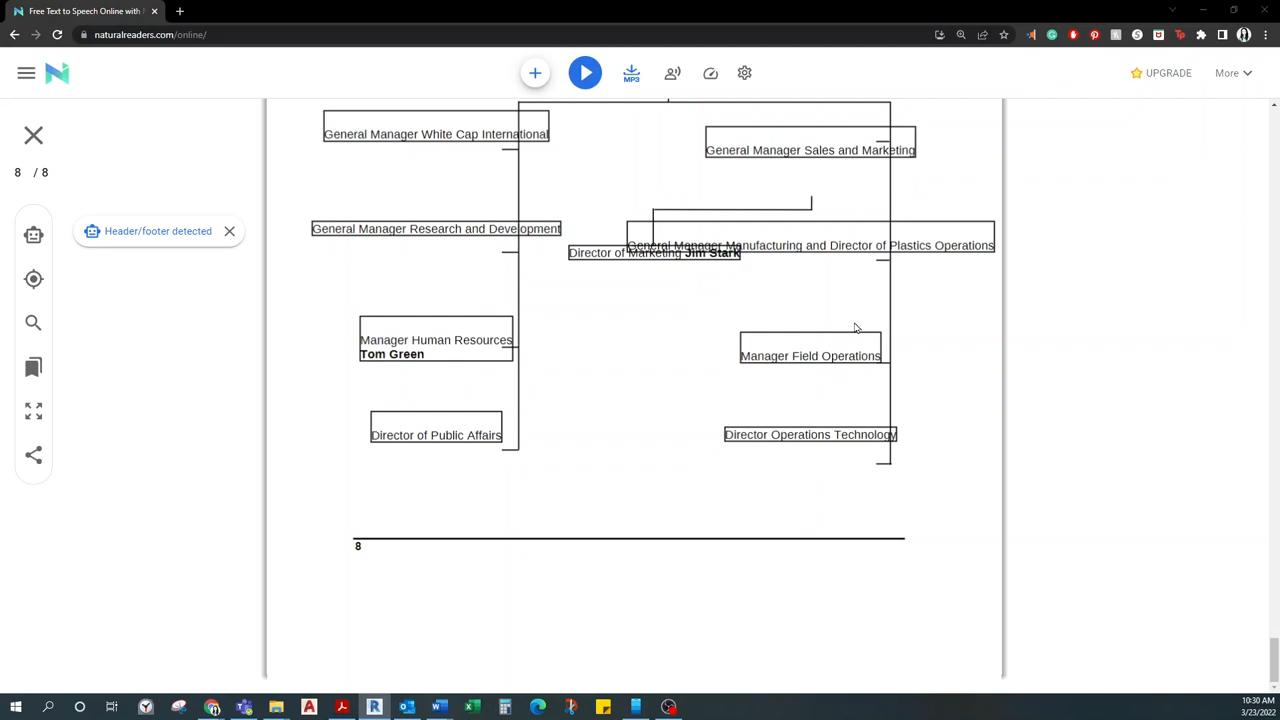 Free Text to Speech Online with
naturalreaders.com/online/
MP3
UPGRADE
More
8 / 8
Header/footer detected
General Manager White Cap International
General Manager Sales and Marketing
General Manager Research and Development
General Manager Manufacturing and Director of Plastics Operations
Director of Marketing Jim Stark
Manager Human Resources
Tom Green
Manager Field Operations
Director of Public Affairs
Director Operations Technology
8
10:30 AM
3/23/2022